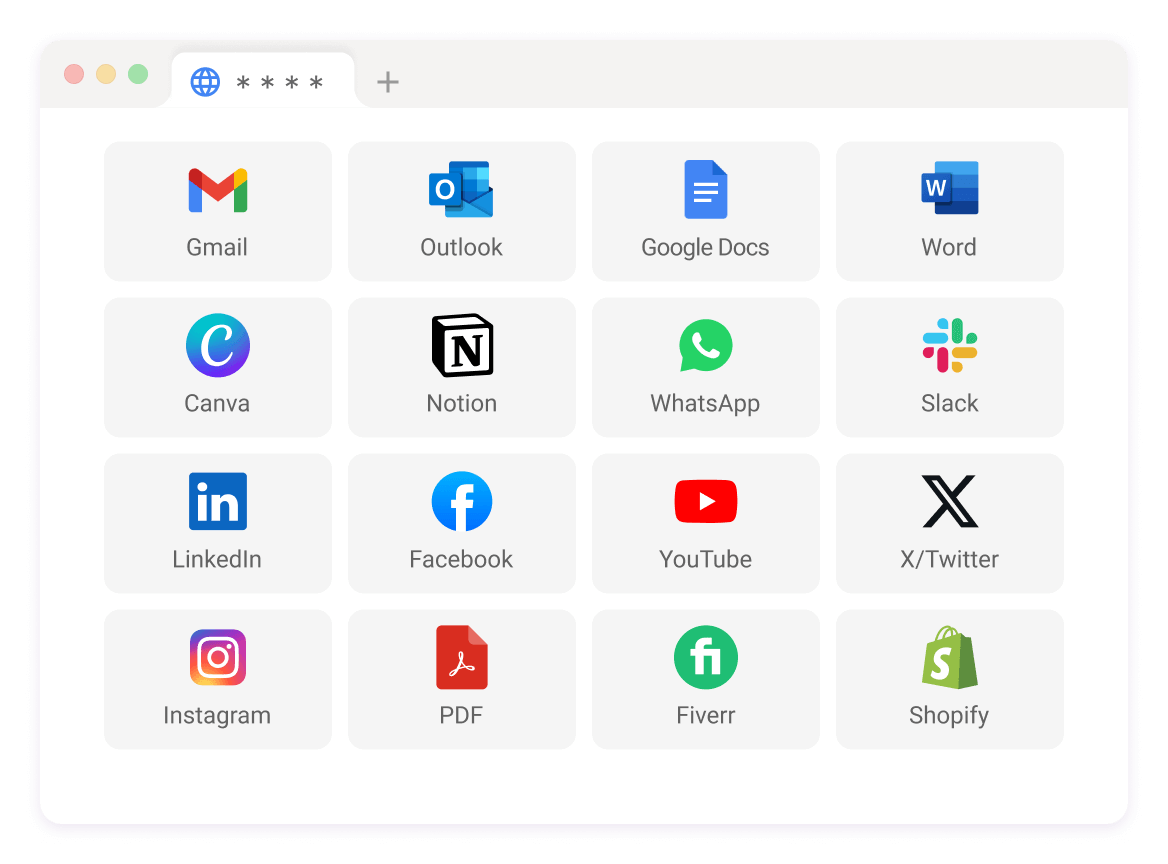 * * * *
Gmail
Outlook
Google Docs
Word
Canva
Notion
WhatsApp
Slack
LinkedIn
Facebook
YouTube
X/Twitter
Instagram
PDF
Fiverr
Shopify